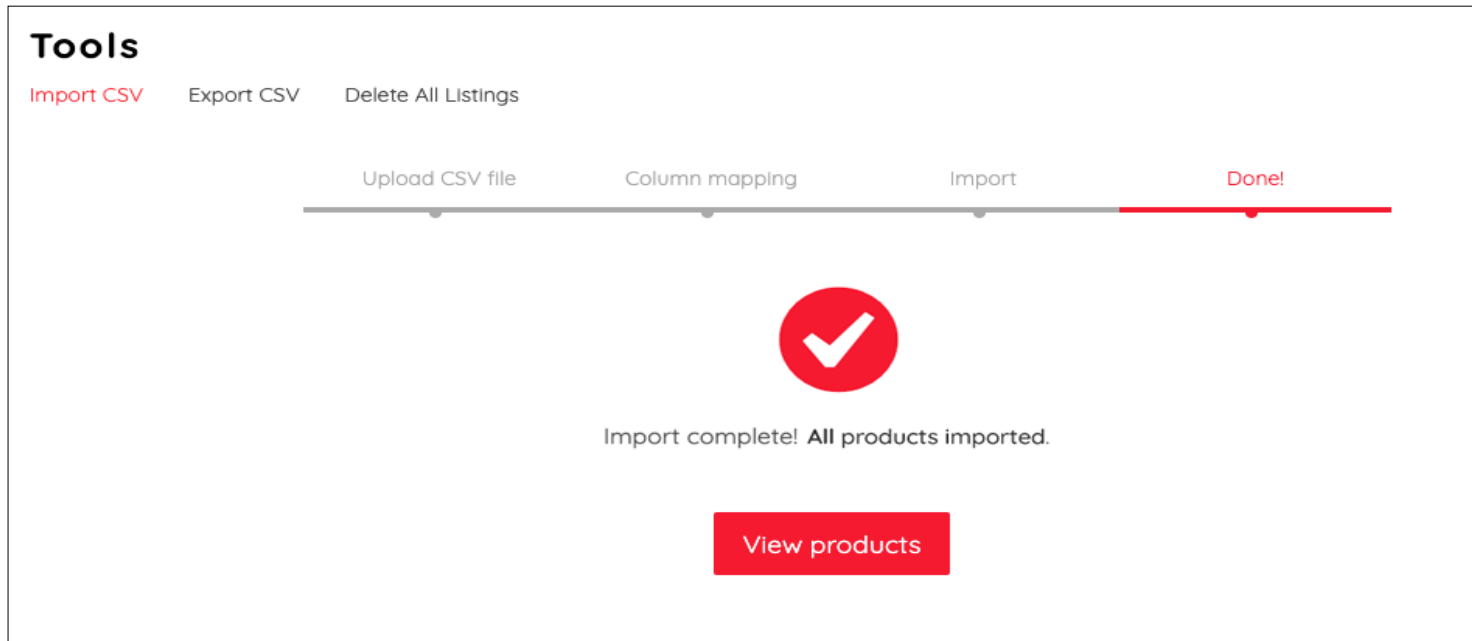 Tools
Import CSV Export CSV Delete All Listings
Upload CSV file Column mapping Import Done!
Import complete! All products imported.
View products